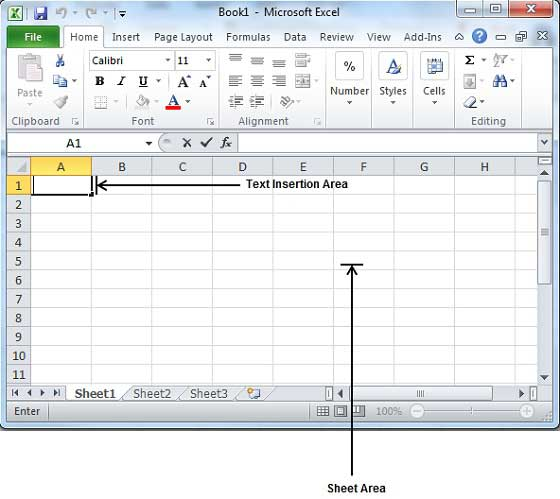 Book1 - Microsoft Excel
File Home Insert Page Layout Formulas Data Review View Add-Ins
Calibri 11
Paste
B I U A A
% Number
A Styles
Cells
Σ
Clipboard Font Alignment Editing
A1 fx
A B C D E F G H
1 Text Insertion Area
2
3
4
5
6
7
8
9
10
11
Sheet1 Sheet2 Sheet3
Enter 100%
Sheet Area